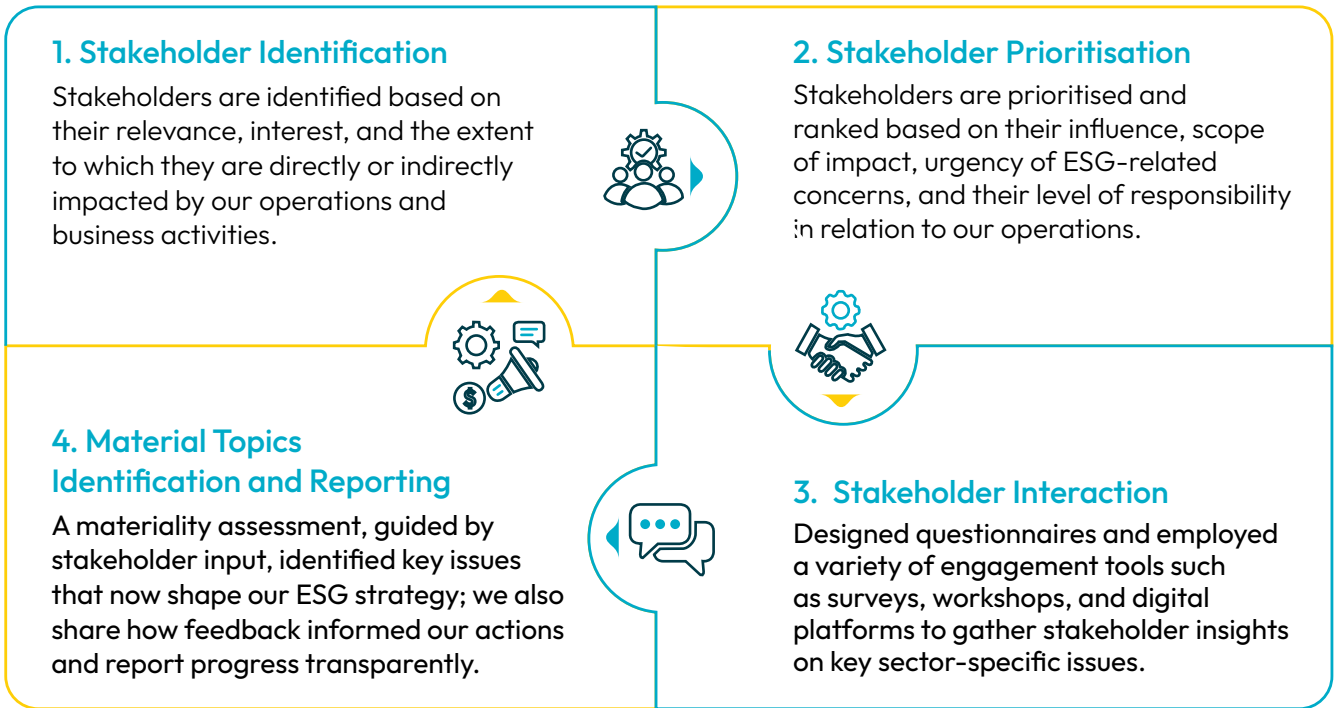 1. Stakeholder Identification
Stakeholders are identified based on
their relevance, interest, and the extent
to which they are directly or indirectly
impacted by our operations and
business activities.
2. Stakeholder Prioritisation
Stakeholders are prioritised and
ranked based on their influence, scope
of impact, urgency of ESG-related
concerns, and their level of responsibility
in relation to our operations.
$
4. Material Topics
Identification and Reporting
A materiality assessment, guided by
stakeholder input, identified key issues
that now shape our ESG strategy; we also
share how feedback informed our actions
and report progress transparently.
3. Stakeholder Interaction
Designed questionnaires and employed
a variety of engagement tools such
as surveys, workshops, and digital
platforms to gather stakeholder insights
on key sector-specific issues.